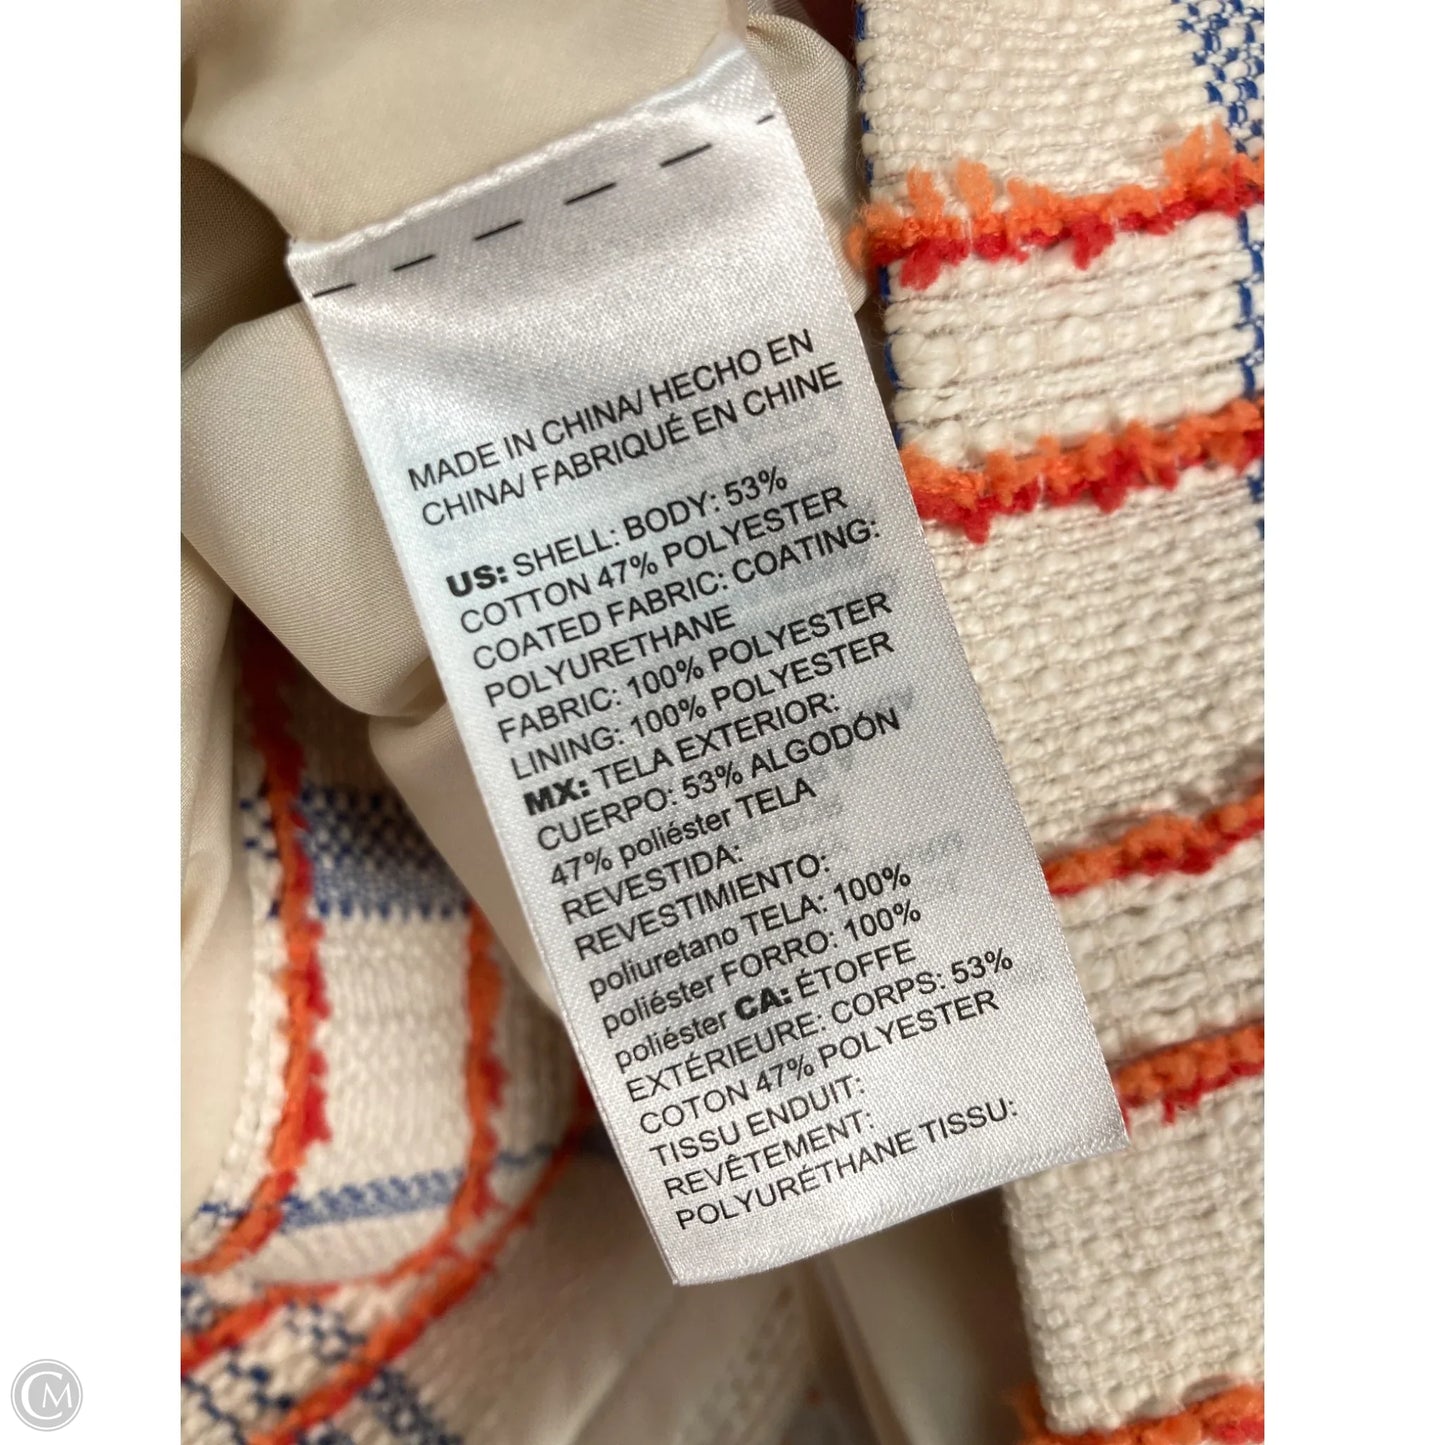 MADE IN CHINA/ HECHO EN
CHINA/ FABRIQUÉ EN CHINE
US: SHELL: BODY: 53%
COTTON 47% POLYESTER
COATED FABRIC: COATING:
POLYURETHANE
FABRIC: 100% POLYESTER
LINING: 100% POLYESTER
MX: TELA EXTERIOR:
CUERPO: 53% ALGODÓN
47% poliéster TELA
REVESTIDA:
REVESTIMIENTO:
poliuretano TELA: 100%
poliéster FORRO: 100%
poliéster CA: ÉTOFFE
EXTÉRIEURE: CORPS: 53%
COTON 47% POLYESTER
TISSU ENDUIT:
REVÊTEMENT:
POLYURÉTHANE TISSU:
CM